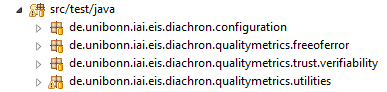 src/test/java
de.unibonn.iai.eis.diachron.configuration
de.unibonn.iai.eis.diachron.qualitymetrics.freeoferror
de.unibonn.iai.eis.diachron.qualitymetrics.trust.verifiability
de.unibonn.iai.eis.diachron.qualitymetrics.utilities